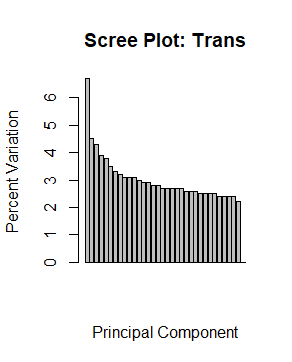 Scree Plot: Trans
Percent Variation
6
5
4
3
2
1
0
Principal Component